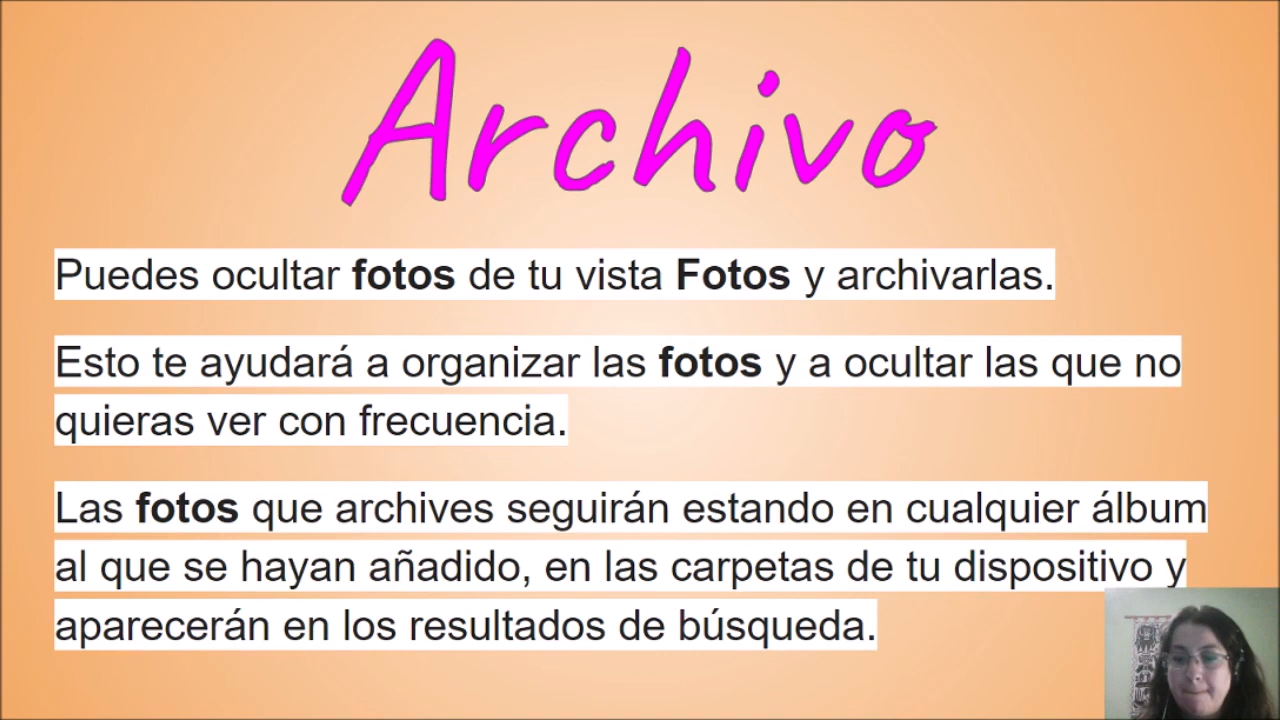 Archivo
Puedes ocultar fotos de tu vista Fotos y archivarlas.
Esto te ayudará a organizar las fotos y a ocultar las que no
quieras ver con frecuencia.
Las fotos que archives seguirán estando en cualquier álbum
al que se hayan añadido, en las carpetas de tu dispositivo y
aparecerán en los resultados de búsqueda.